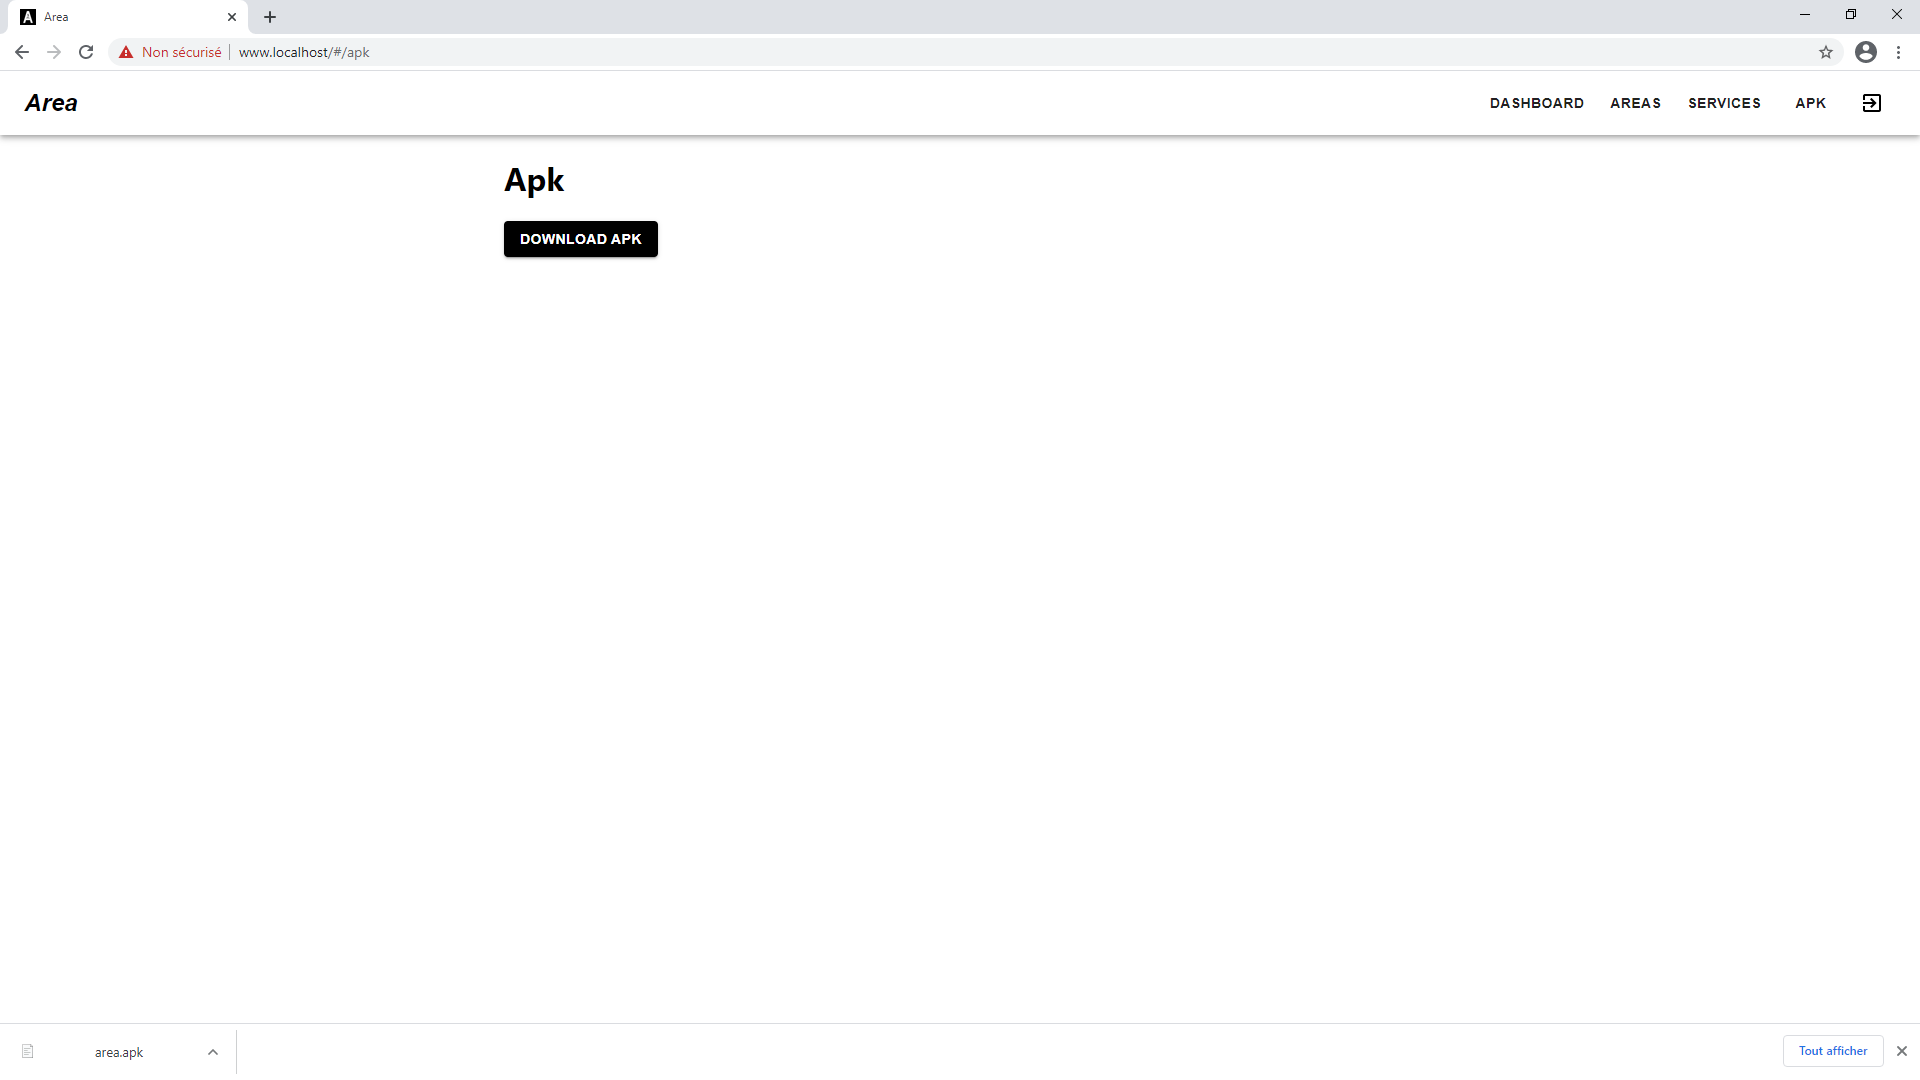 A Area
Non sécurisé www.localhost/#/apk
Area DASHBOARD AREAS SERVICES APK
Apk
DOWNLOAD APK
area.apk Tout afficher